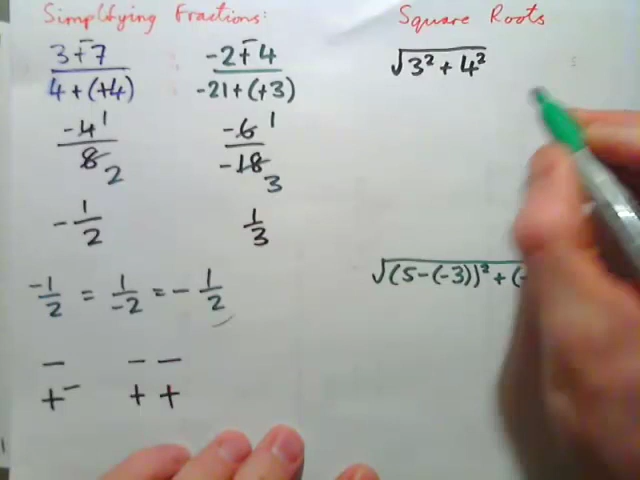 Simplifying Fractions:
3+⁻7 / 4+(+4)
-4 1 / 8 2
-1/2
-1/2 = 1/-2 = -1/2
− − −
+− + +
-2+⁻4 / -21+(+3)
-6 1 / -18 3
1/3
Square Roots
√3² + 4²
√(5-(-3))² + (-